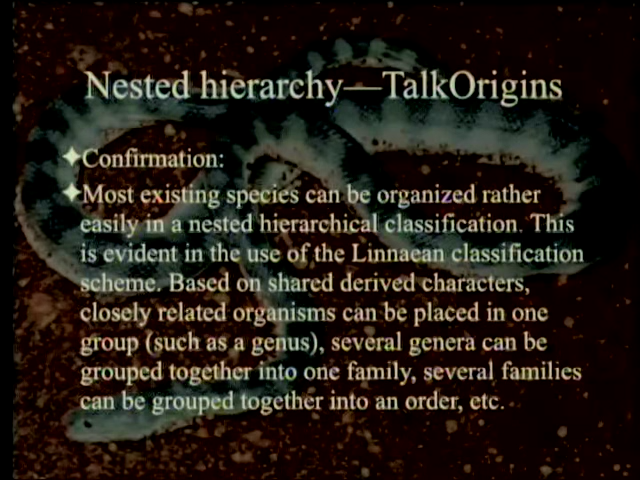 Nested hierarchy—TalkOrigins
Confirmation:
Most existing species can be organized rather
easily in a nested hierarchical classification. This
is evident in the use of the Linnaean classification
scheme. Based on shared derived characters,
closely related organisms can be placed in one
group (such as a genus), several genera can be
grouped together into one family, several families
can be grouped together into an order, etc.